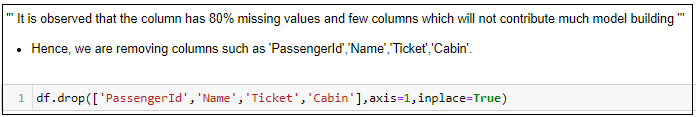 ''' It is observed that the column has 80% missing values and few columns which will not contribute much model building '''
• Hence, we are removing columns such as 'PassengerId','Name','Ticket','Cabin'.
1 df.drop(['PassengerId','Name','Ticket','Cabin'],axis=1,inplace=True)